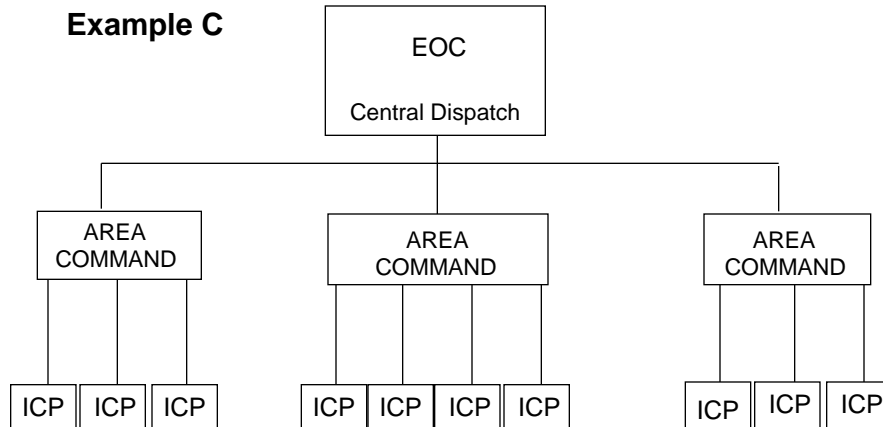 Example C
EOC
Central Dispatch
AREA
COMMAND
AREA
COMMAND
AREA
COMMAND
ICP
ICP
ICP
ICP
ICP
ICP
ICP
ICP
ICP
ICP